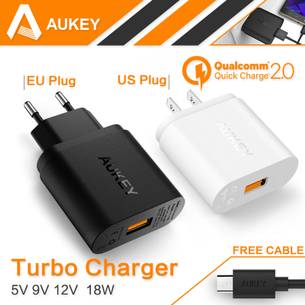 AUKEY
EU Plug
US Plug
Qualcomm
Quick Charge 2.0
AUKEY
AUKEY
Turbo Charger
5V 9V 12V 18W
FREE CABLE